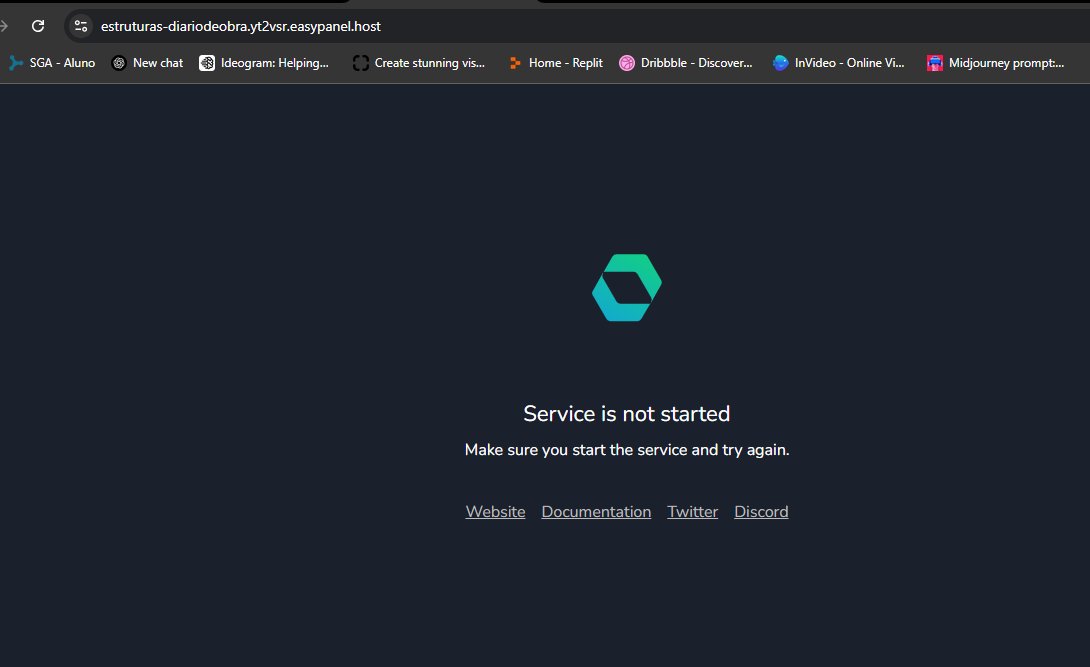 estruturas-diariodeobra.yt2vsr.easypanel.host
SGA - Aluno New chat Ideogram: Helping... Create stunning vis... Home - Replit Dribbble - Discover... InVideo - Online Vi... Midjourney prompt:...
Service is not started
Make sure you start the service and try again.
Website Documentation Twitter Discord